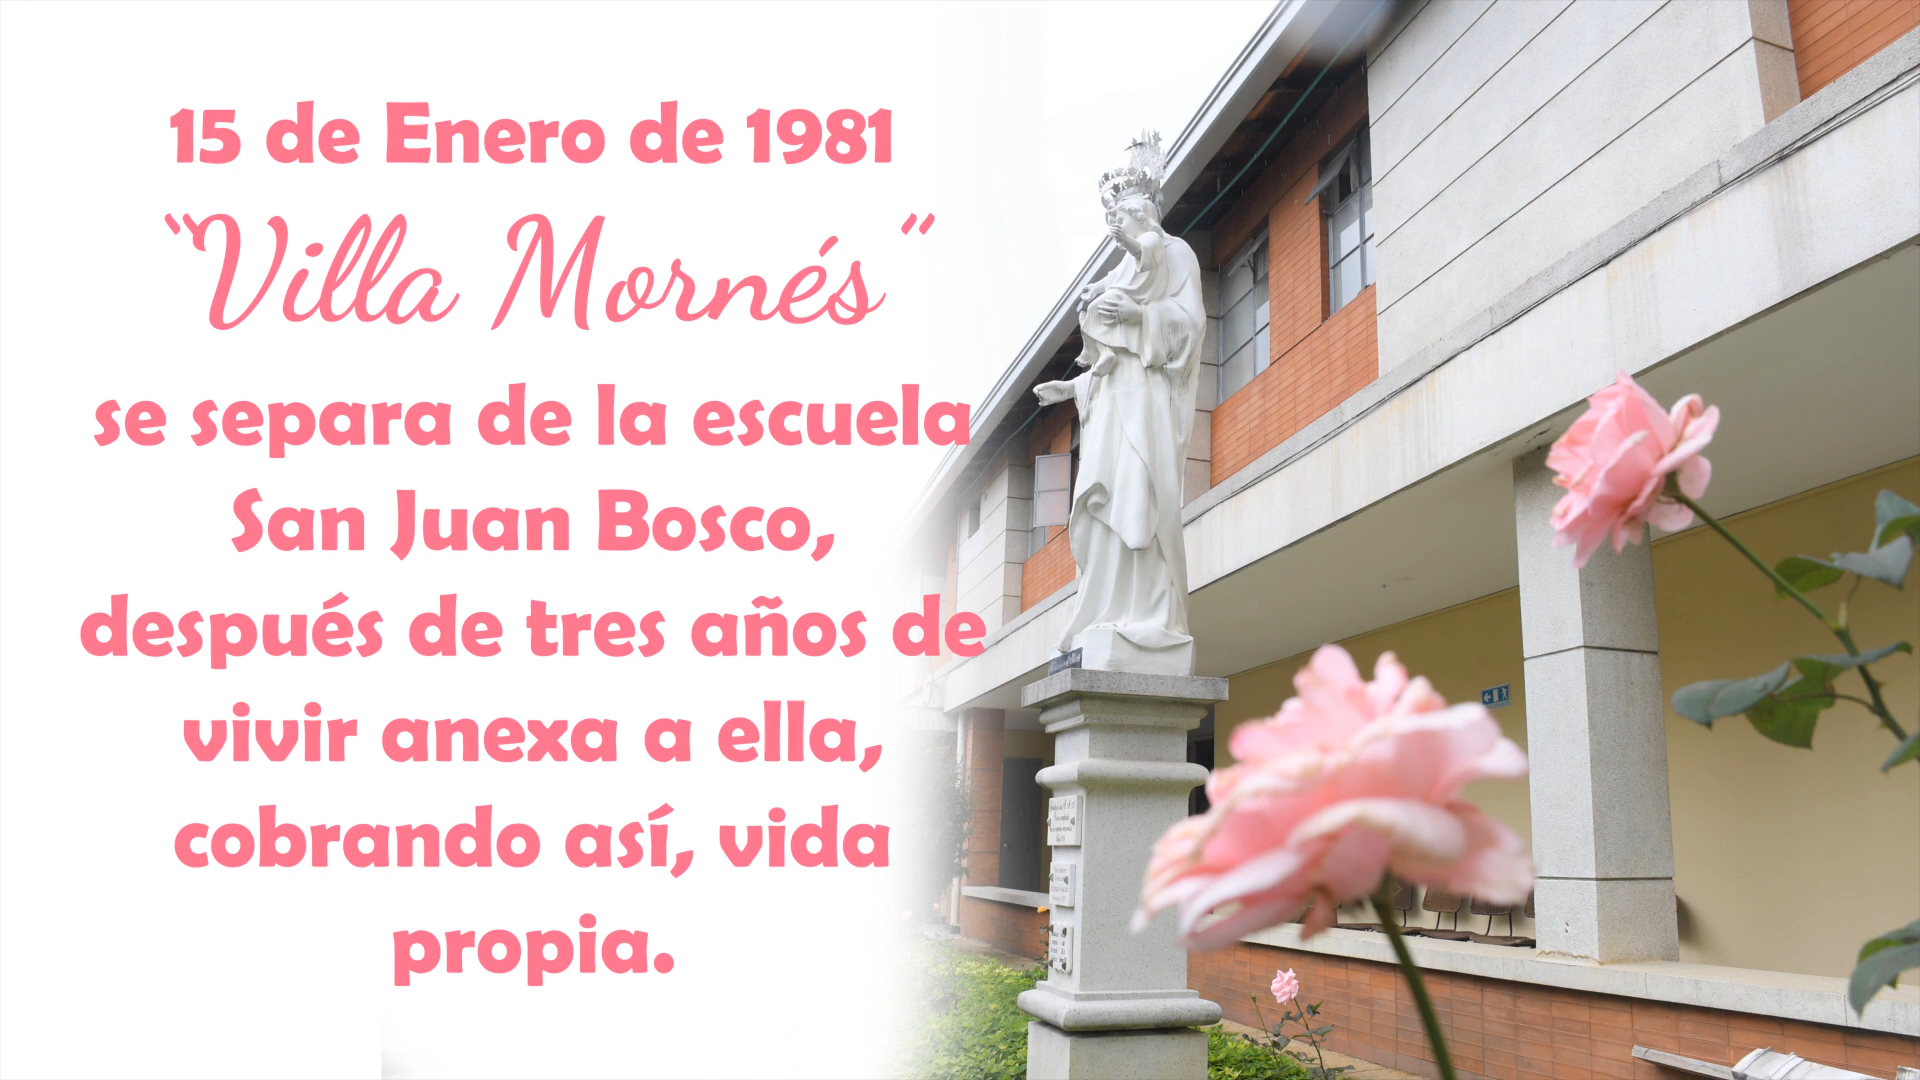 15 de Enero de 1981
“Villa Mornés”
se separa de la escuela
San Juan Bosco,
después de tres años de
vivir anexa a ella,
cobrando así, vida
propia.